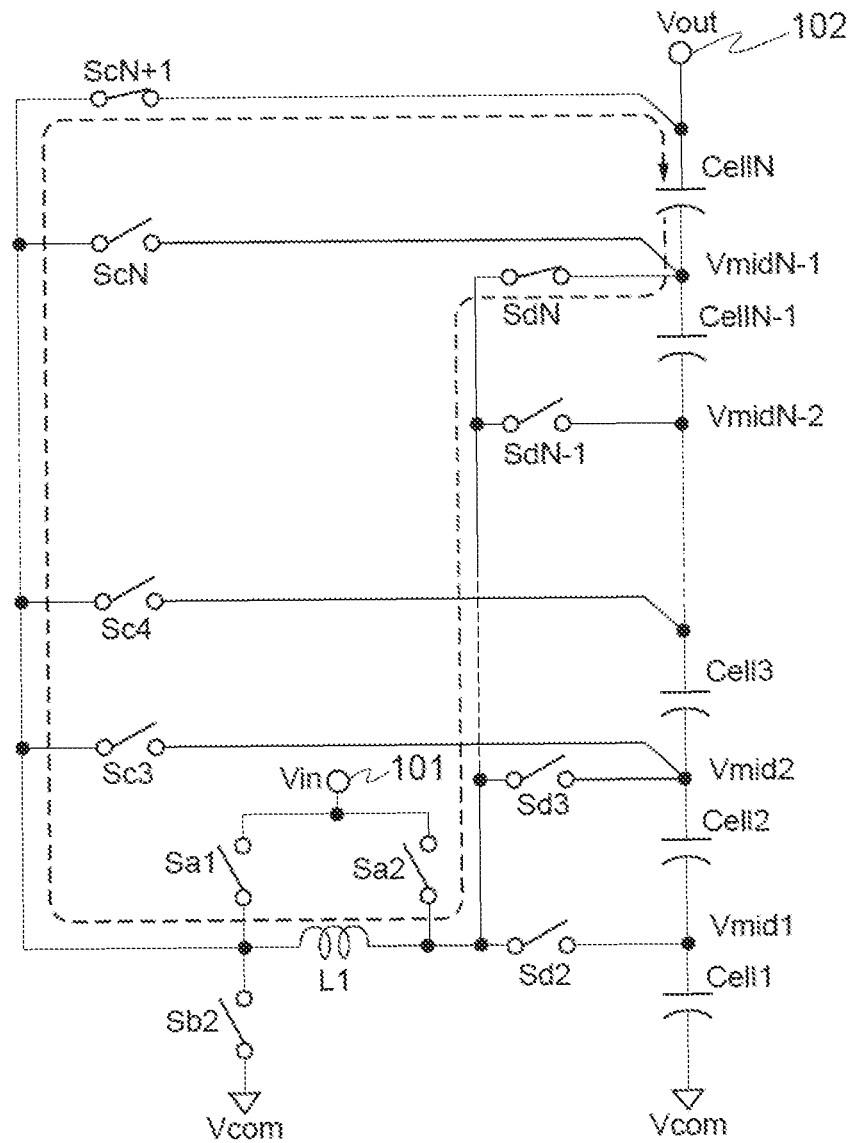 Vout
102
ScN+1
CellN
ScN
VmidN-1
SdN
CellN-1
VmidN-2
SdN-1
Sc4
Cell3
Sc3
Vin
101
Sd3
Vmid2
Cell2
Sa1
Sa2
Vmid1
L1
Sd2
Cell1
Sb2
Vcom
Vcom